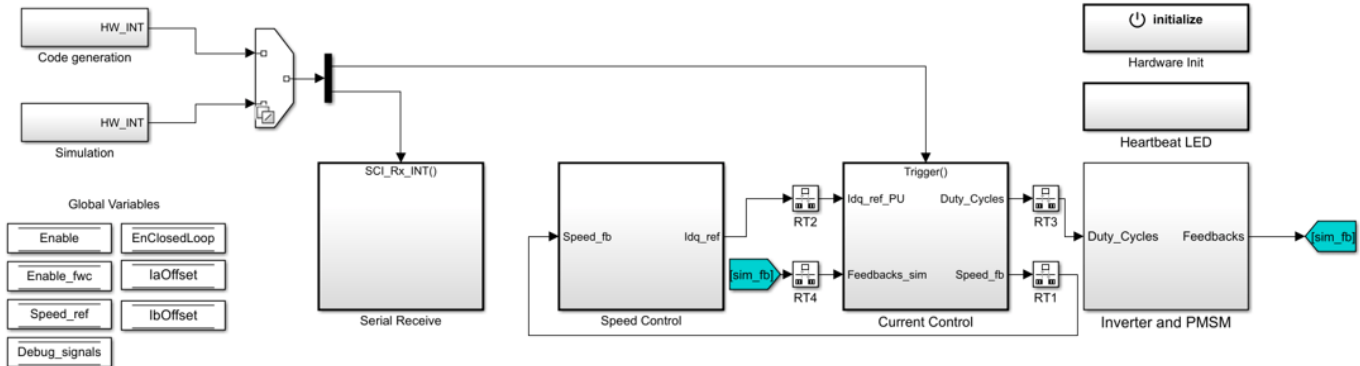 HW_INT
Code generation
HW_INT
Simulation
initialize
Hardware Init
Heartbeat LED
SCI_Rx_INT()
Serial Receive
Speed_fb
Idq_ref
Speed Control
RT2
[sim_fb]
RT4
Trigger()
Idq_ref_PU
Duty_Cycles
Feedbacks_sim
Speed_fb
Current Control
RT3
RT1
Duty_Cycles
Feedbacks
Inverter and PMSM
[sim_fb]
Global Variables
Enable
EnClosedLoop
Enable_fwc
IaOffset
Speed_ref
IbOffset
Debug_signals